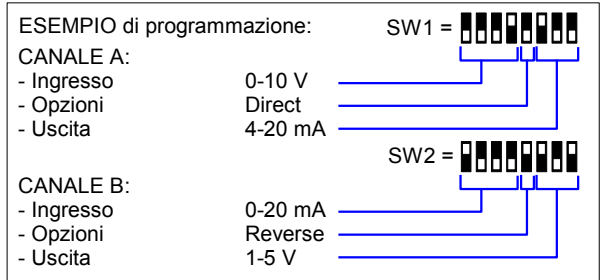 ESEMPIO di programmazione: SW1 =
CANALE A:
- Ingresso 0-10 V
- Opzioni Direct
- Uscita 4-20 mA
SW2 =
CANALE B:
- Ingresso 0-20 mA
- Opzioni Reverse
- Uscita 1-5 V